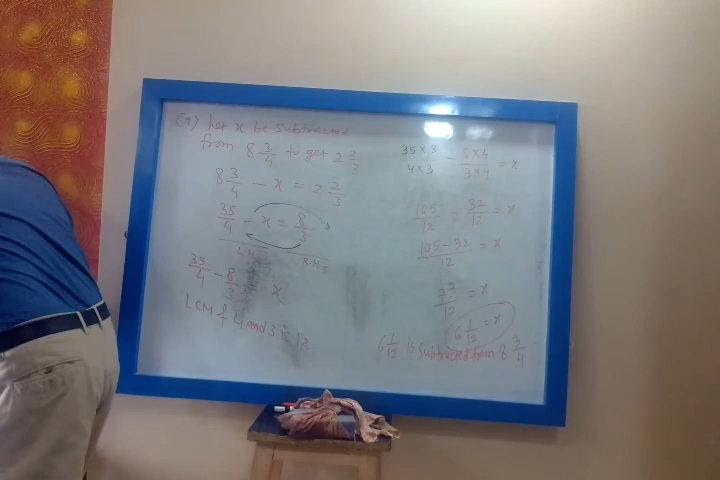 (9) Let x be subtracted
from 8 3/4 to get 2 2/3
8 3/4 - x = 2 2/3
35/4 - x = 8/3
LHS RHS
35/4 - 8/3 = x
LCM of 4 and 3 is 12
35×3/4×3 - 8×4/3×4 = x
105/12 - 32/12 = x
105-32/12 = x
73/12 = x
6 1/12 = x
6 1/12 is subtracted from 8 3/4